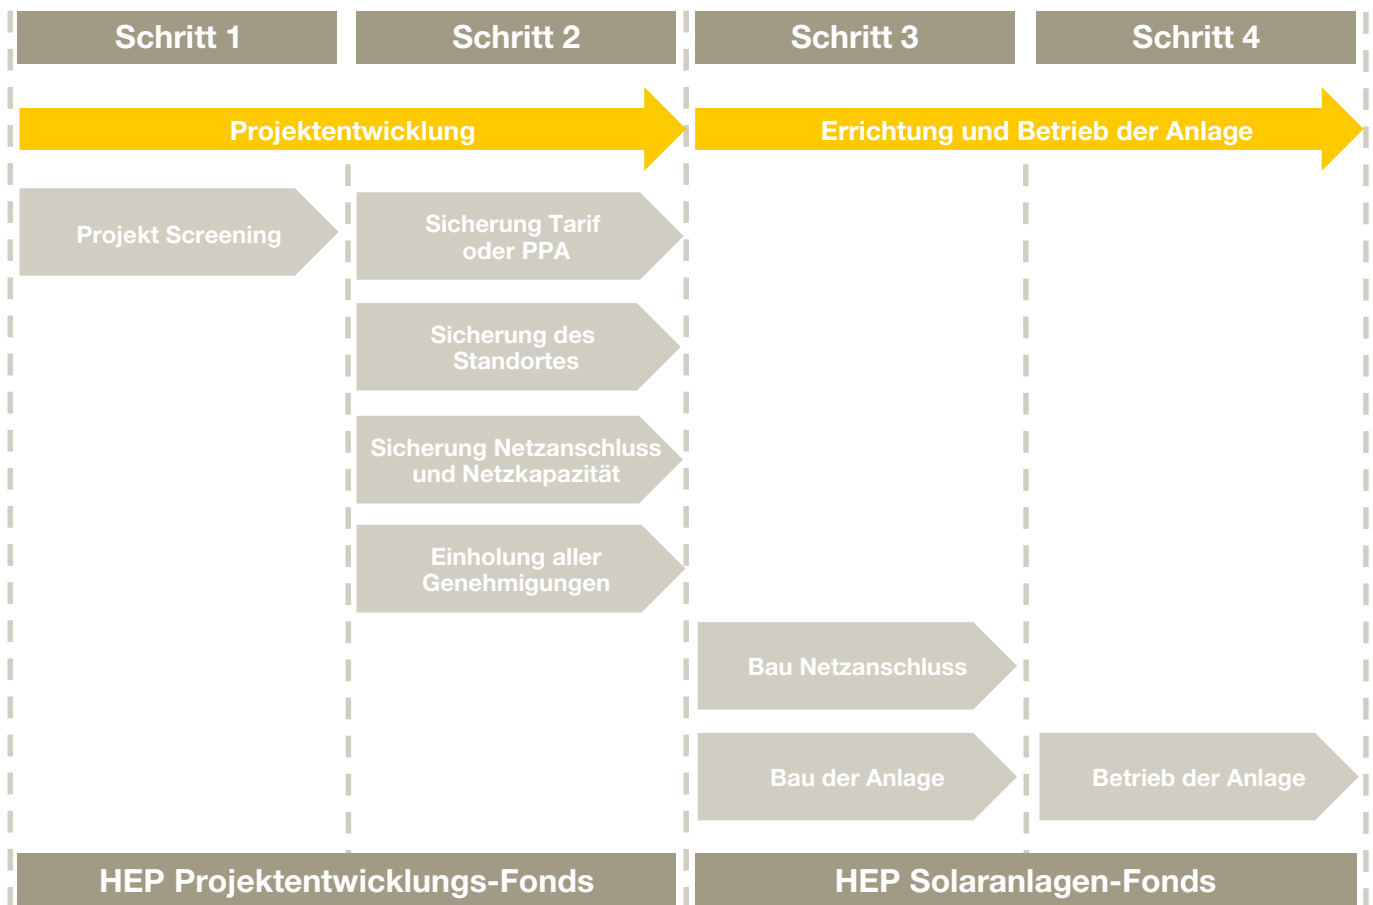 Schritt 1
Schritt 2
Schritt 3
Schritt 4
Projektentwicklung
Errichtung und Betrieb der Anlage
Projekt Screening
Sicherung Tarif
oder PPA
Sicherung des
Standortes
Sicherung Netzanschluss
und Netzkapazität
Einholung aller
Genehmigungen
Bau Netzanschluss
Bau der Anlage
Betrieb der Anlage
HEP Projektentwicklungs-Fonds
HEP Solaranlagen-Fonds